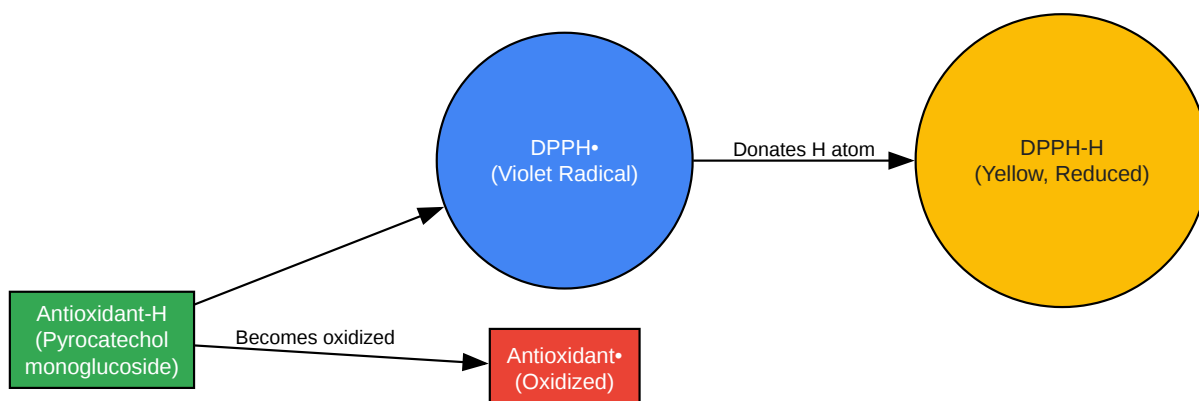 DPPH•
(Violet Radical)
Donates H atom
DPPH-H
(Yellow, Reduced)
Antioxidant-H
(Pyrocatechol
monoglucoside)
Becomes oxidized
Antioxidant•
(Oxidized)